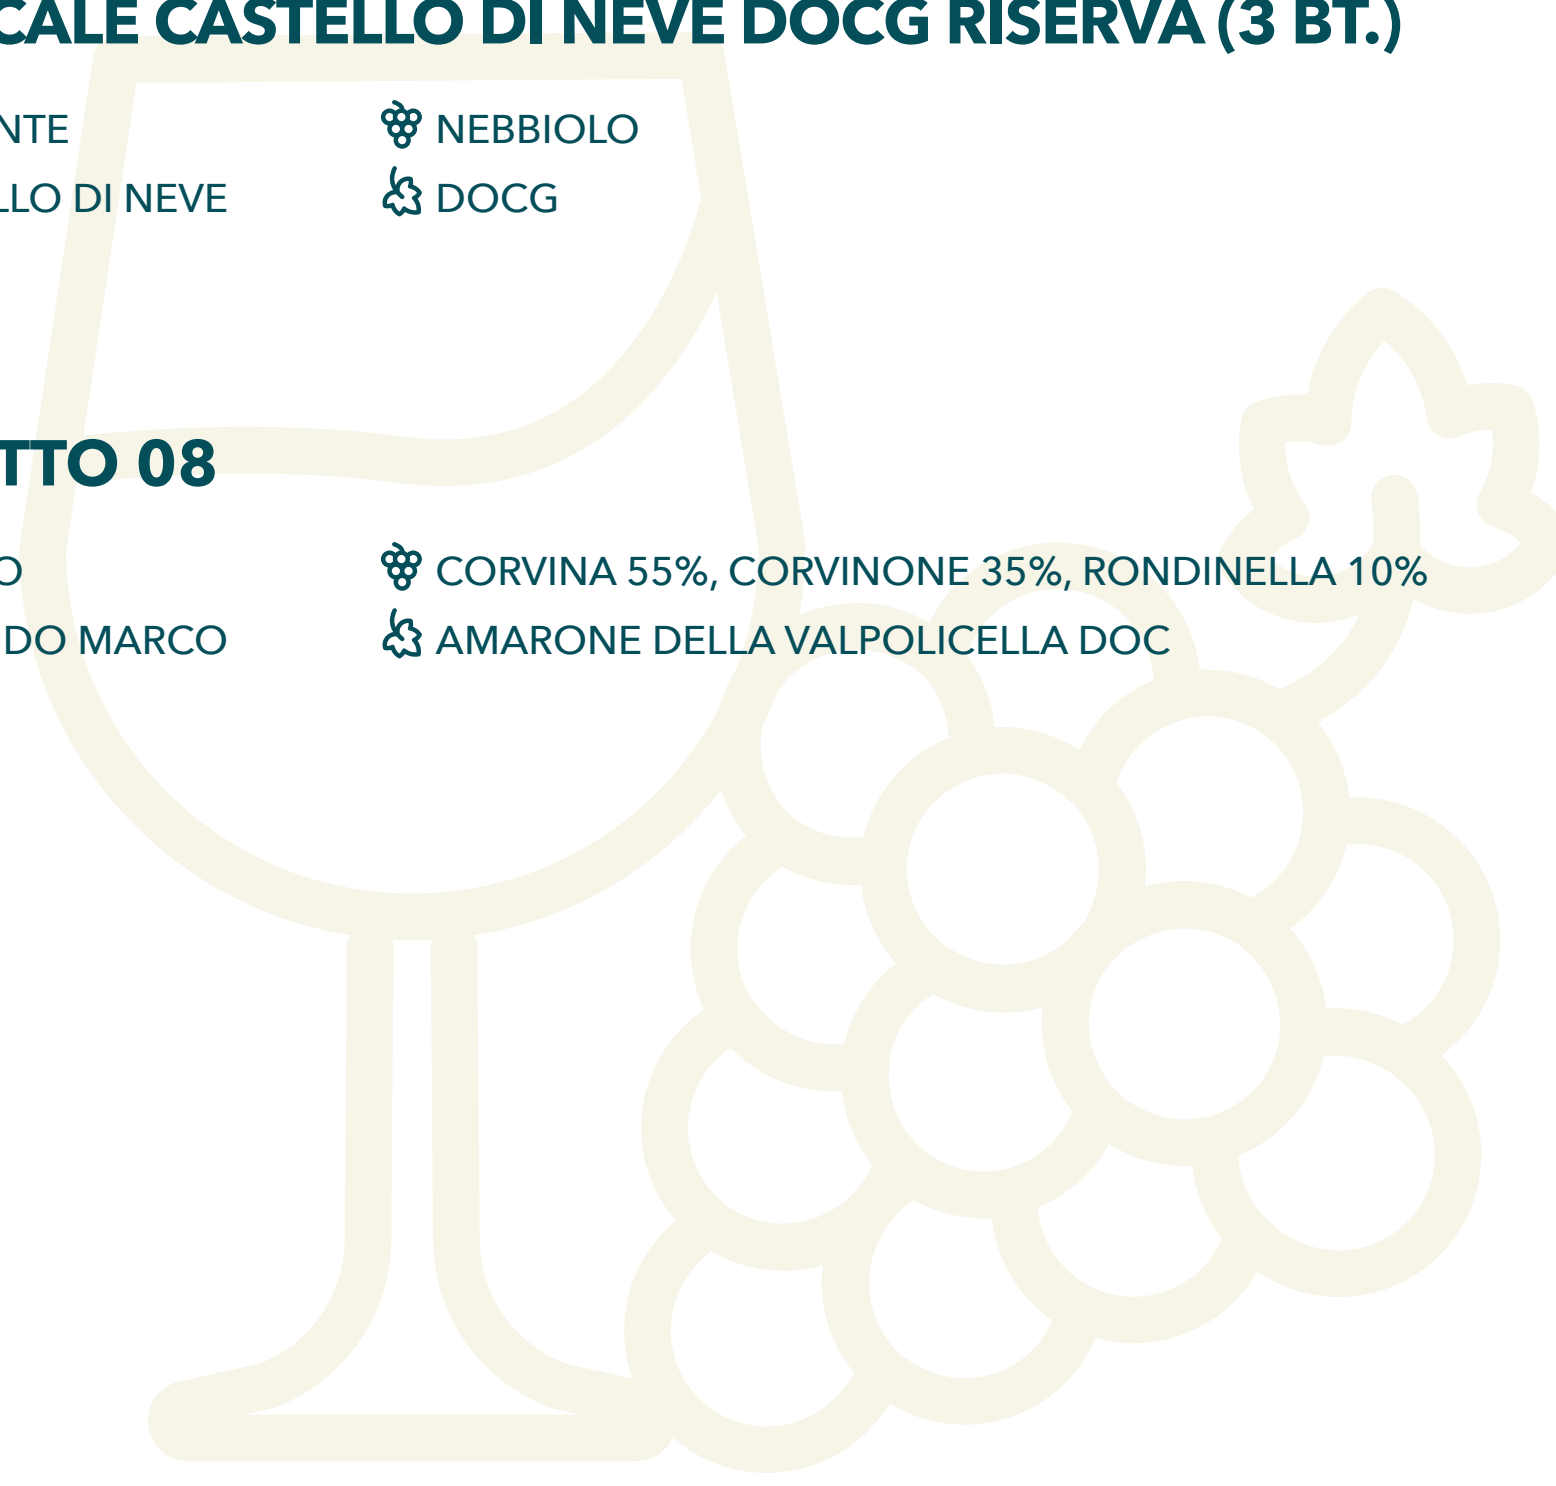 CALE CASTELLO DI NEVE DOCG RISERVA (3 BT.)
NTE NEBBIOLO
LLO DI NEVE DOCG
TTO 08
O CORVINA 55%, CORVINONE 35%, RONDINELLA 10%
DO MARCO AMARONE DELLA VALPOLICELLA DOC